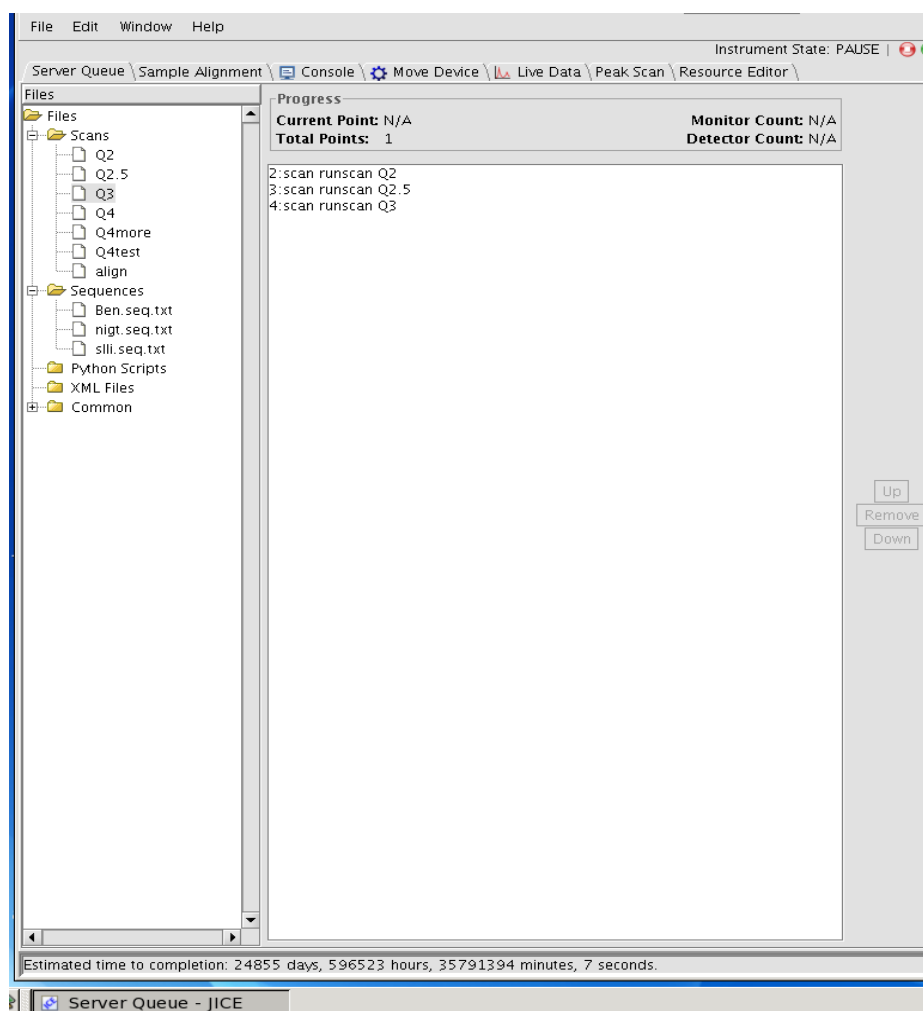 File Edit Window Help
Instrument State: PAUSE |
Server Queue Sample Alignment Console Move Device Live Data Peak Scan Resource Editor
Files
Files
Scans
Q2
Q2.5
Q3
Q4
Q4more
Q4test
align
Sequences
Ben.seq.txt
nigt.seq.txt
slli.seq.txt
Python Scripts
XML Files
Common
Progress
Current Point: N/A Monitor Count: N/A
Total Points: 1 Detector Count: N/A
2:scan runscan Q2
3:scan runscan Q2.5
4:scan runscan Q3
Up
Remove
Down
Estimated time to completion: 24855 days, 596523 hours, 35791394 minutes, 7 seconds.
Server Queue - JICE